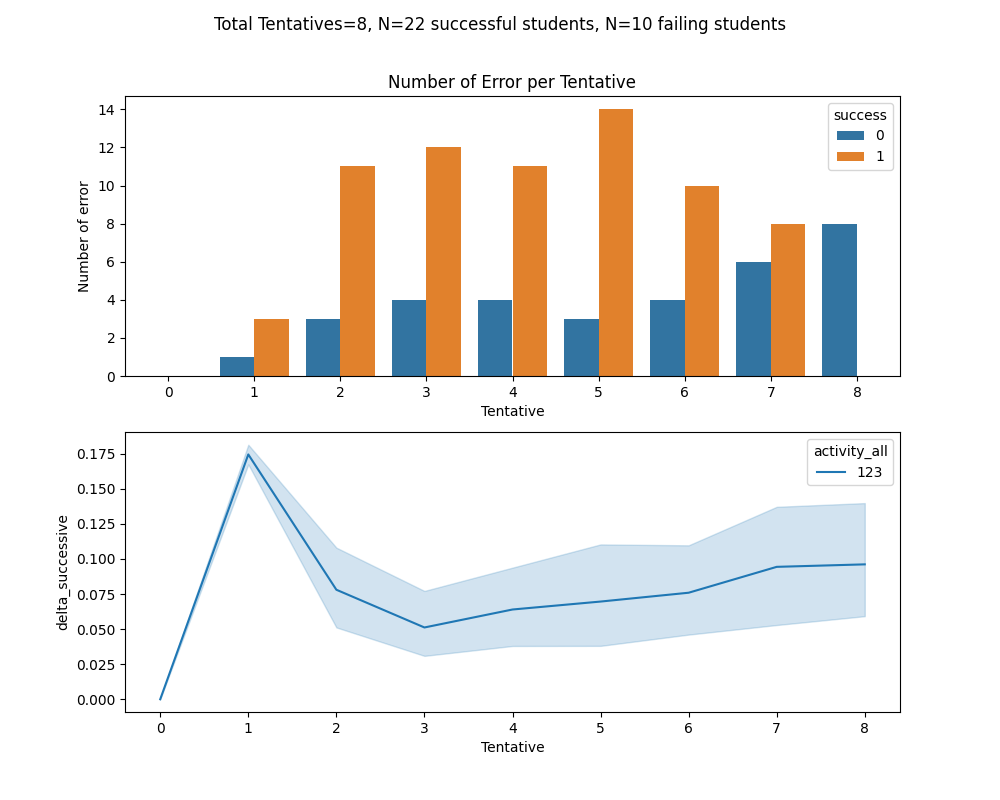 Total Tentatives=8, N=22 successful students, N=10 failing students
Number of Error per Tentative
14
12
10
8
6
4
2
0
Number of error
success
0
1
0 1 2 3 4 5 6 7 8
Tentative
0.175
0.150
0.125
0.100
0.075
0.050
0.025
0.000
delta_successive
activity_all
123
0 1 2 3 4 5 6 7 8
Tentative